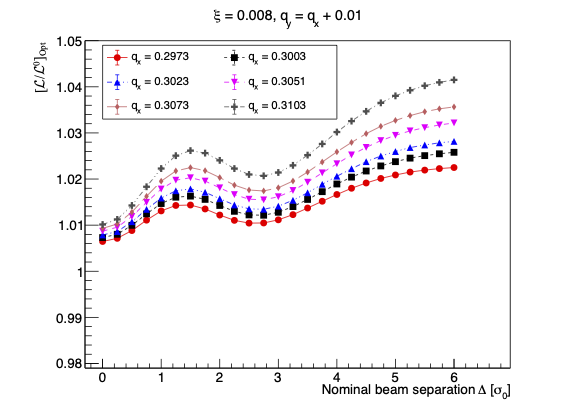 ξ = 0.008, q_y = q_x + 0.01
[ℒ/ℒ⁰]_Opt
1.05
1.04
1.03
1.02
1.01
1
0.99
0.98
q_x = 0.2973
q_x = 0.3003
q_x = 0.3023
q_x = 0.3051
q_x = 0.3073
q_x = 0.3103
0 1 2 3 4 5 6
Nominal beam separation Δ [σ_0]